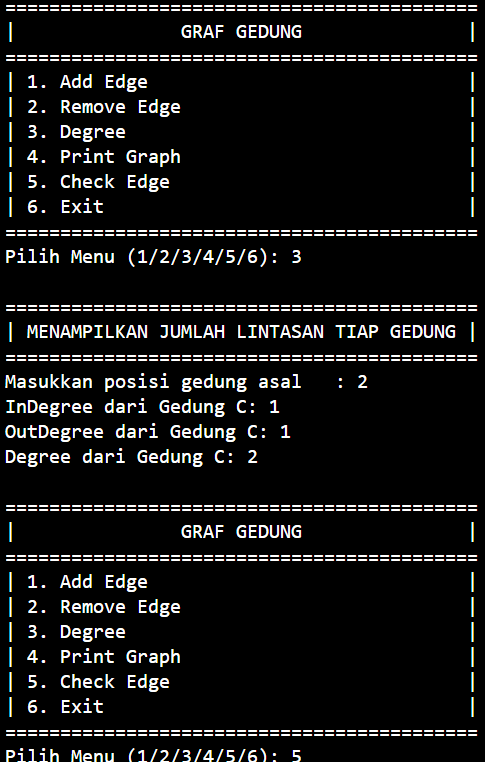 ===========================================
|               GRAF GEDUNG               |
===========================================
| 1. Add Edge                             |
| 2. Remove Edge                          |
| 3. Degree                               |
| 4. Print Graph                          |
| 5. Check Edge                           |
| 6. Exit                                 |
===========================================
Pilih Menu (1/2/3/4/5/6): 3
===========================================
| MENAMPILKAN JUMLAH LINTASAN TIAP GEDUNG |
===========================================
Masukkan posisi gedung asal   : 2
InDegree dari Gedung C: 1
OutDegree dari Gedung C: 1
Degree dari Gedung C: 2
===========================================
|               GRAF GEDUNG               |
===========================================
| 1. Add Edge                             |
| 2. Remove Edge                          |
| 3. Degree                               |
| 4. Print Graph                          |
| 5. Check Edge                           |
| 6. Exit                                 |
===========================================
Pilih Menu (1/2/3/4/5/6): 5